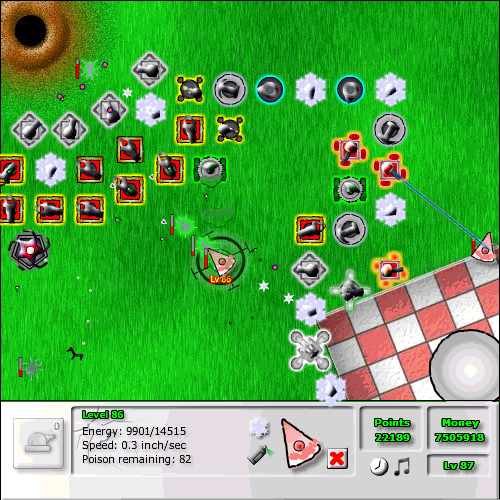 Lv 86
Level 86
Energy: 9901/14515
Speed: 0.3 inch/sec
Poison remaining: 82
0
Points
22189
Money
7505918
Lv 87